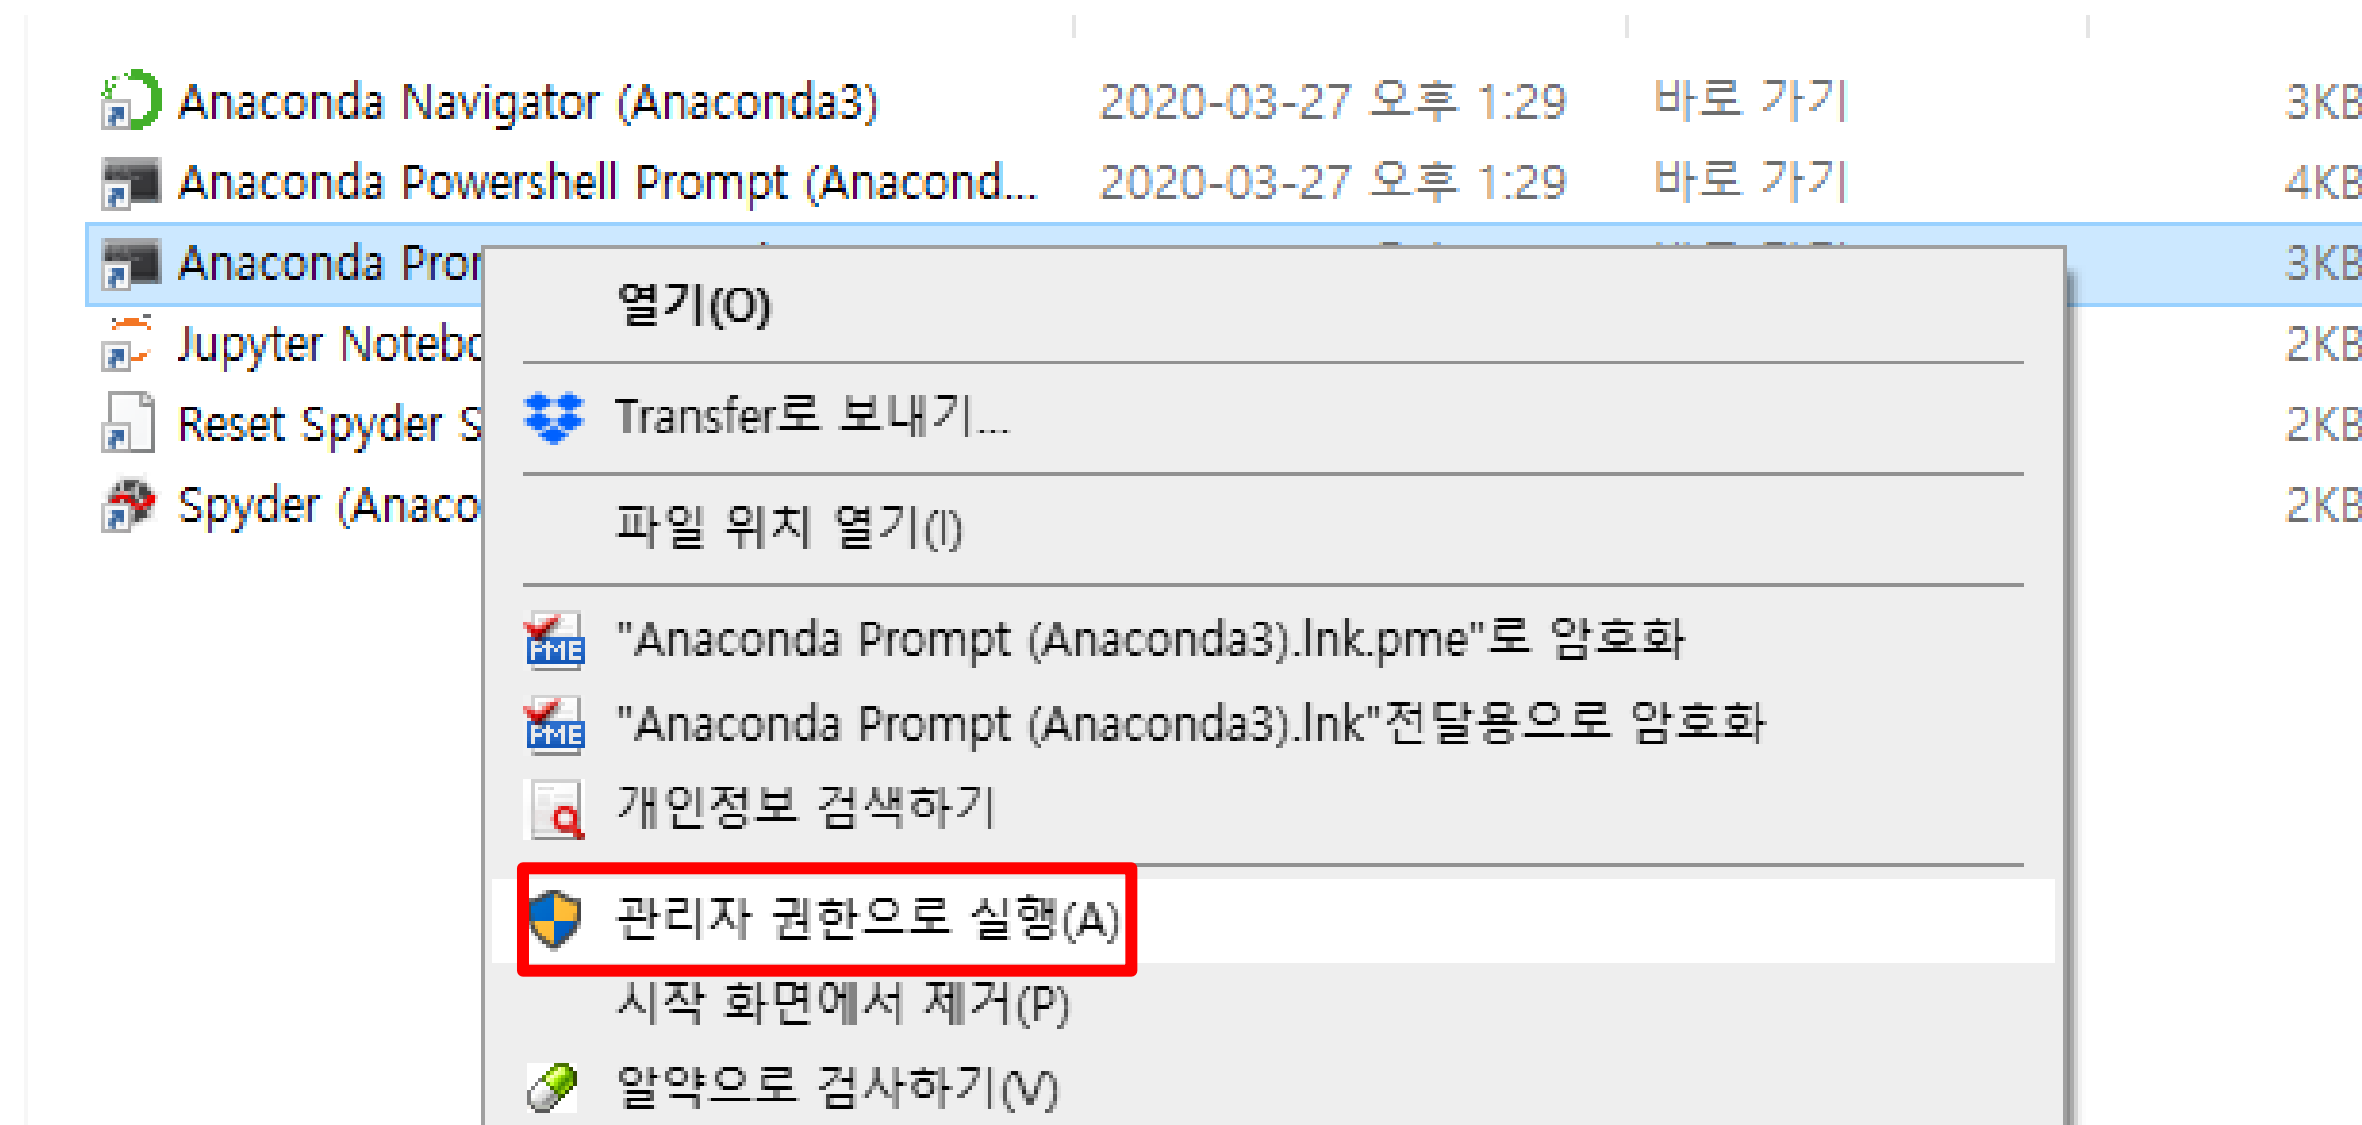 Anaconda Navigator (Anaconda3) 2020-03-27 오후 1:29 바로 가기 3KB
Anaconda Powershell Prompt (Anacond... 2020-03-27 오후 1:29 바로 가기 4KB
Anaconda 3KB
Jupyter 2KB
Reset Spyder 2KB
Spyder 2KB
열기(O)
Transfer로 보내기...
파일 위치 열기(I)
PME "Anaconda Prompt (Anaconda3).lnk.pme"로 암호화
PME "Anaconda Prompt (Anaconda3).lnk"전달용으로 암호화
개인정보 검색하기
관리자 권한으로 실행(A)
시작 화면에서 제거(P)
알약으로 검사하기(V)